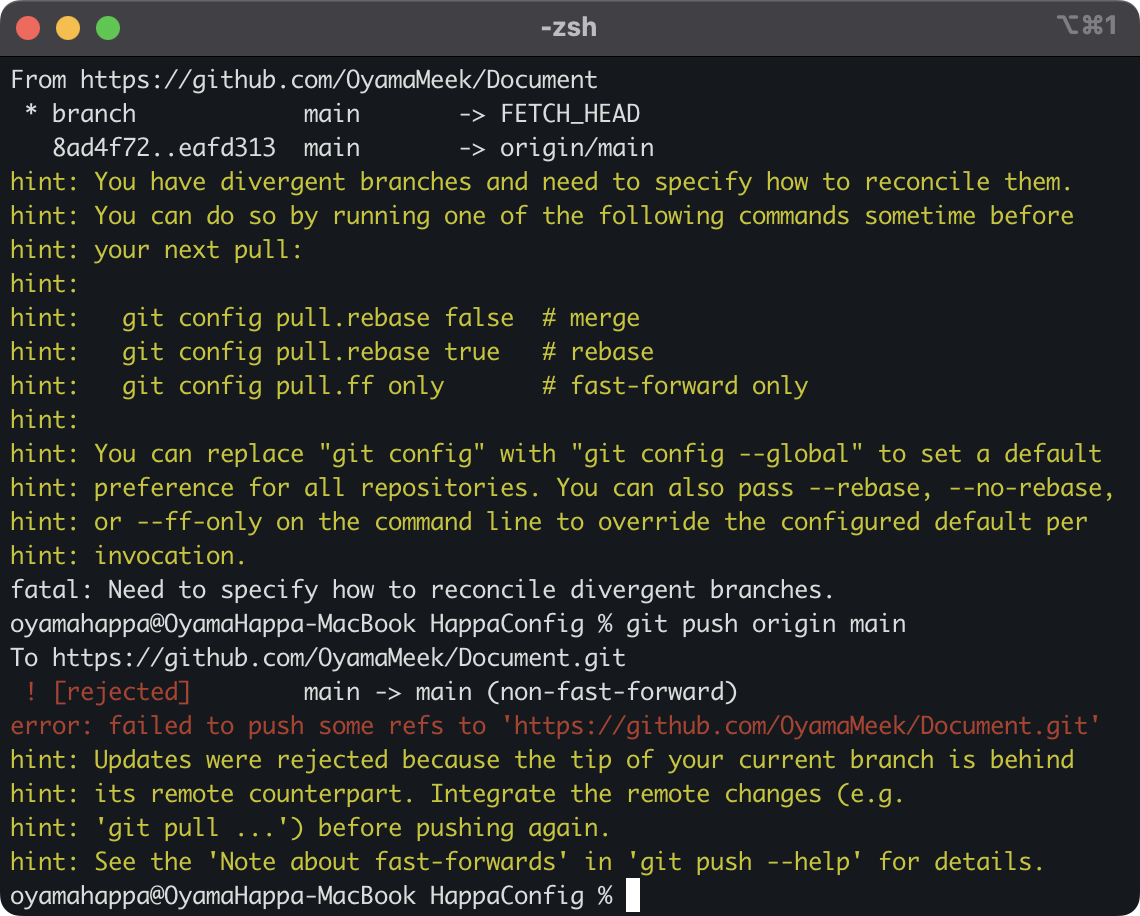 -zsh
⌥⌘1
From https://github.com/OyamaMeek/Document
 * branch            main       -> FETCH_HEAD
   8ad4f72..eafd313  main       -> origin/main
hint: You have divergent branches and need to specify how to reconcile them.
hint: You can do so by running one of the following commands sometime before
hint: your next pull:
hint:
hint:   git config pull.rebase false  # merge
hint:   git config pull.rebase true   # rebase
hint:   git config pull.ff only       # fast-forward only
hint:
hint: You can replace "git config" with "git config --global" to set a default
hint: preference for all repositories. You can also pass --rebase, --no-rebase,
hint: or --ff-only on the command line to override the configured default per
hint: invocation.
fatal: Need to specify how to reconcile divergent branches.
oyamahappa@OyamaHappa-MacBook HappaConfig % git push origin main
To https://github.com/OyamaMeek/Document.git
 ! [rejected]        main -> main (non-fast-forward)
error: failed to push some refs to 'https://github.com/OyamaMeek/Document.git'
hint: Updates were rejected because the tip of your current branch is behind
hint: its remote counterpart. Integrate the remote changes (e.g.
hint: 'git pull ...') before pushing again.
hint: See the 'Note about fast-forwards' in 'git push --help' for details.
oyamahappa@OyamaHappa-MacBook HappaConfig %